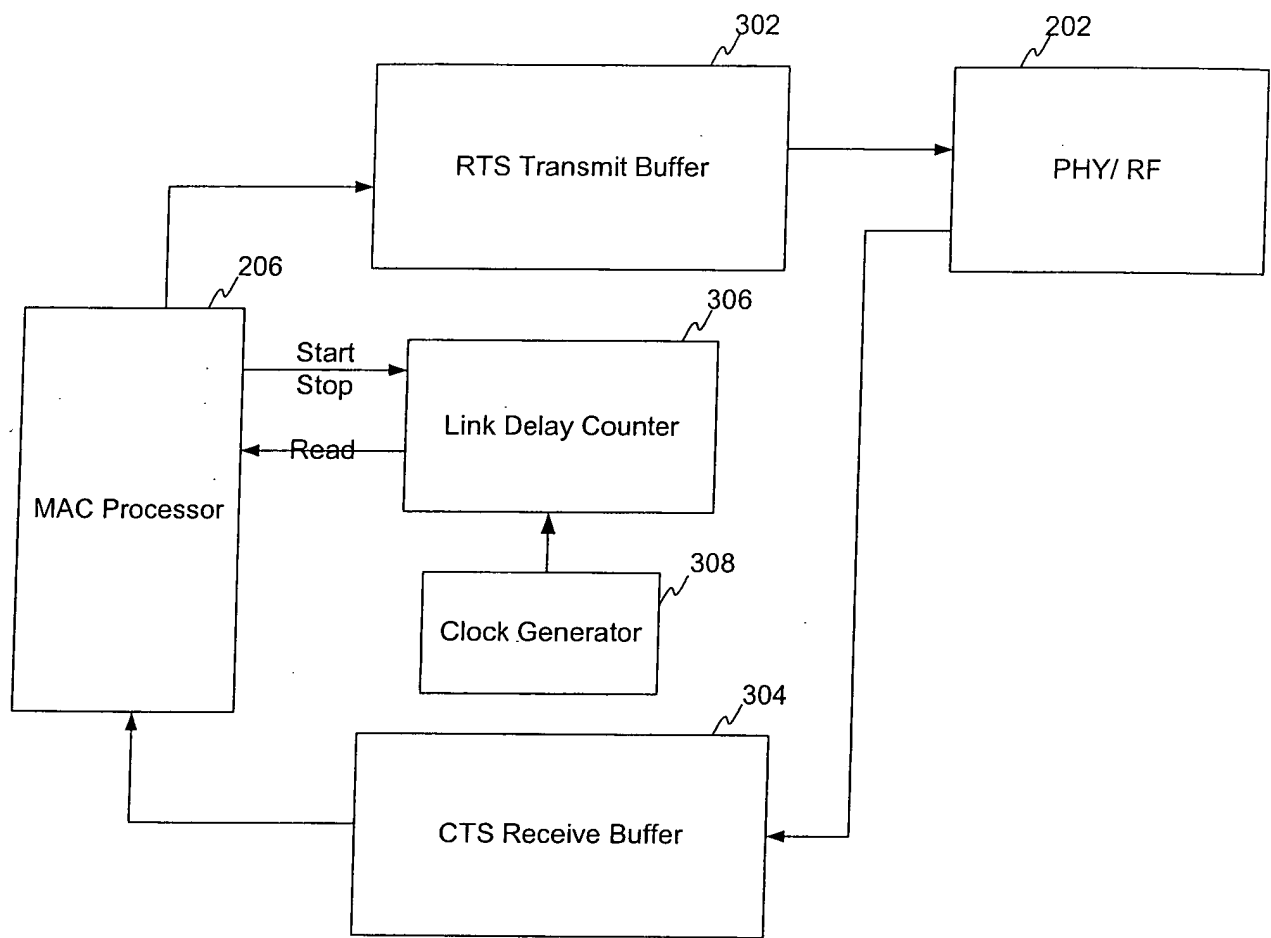 302
202
RTS Transmit Buffer
PHY/ RF
206
306
Start
Stop
Link Delay Counter
Read
MAC Processor
308
Clock Generator
304
CTS Receive Buffer